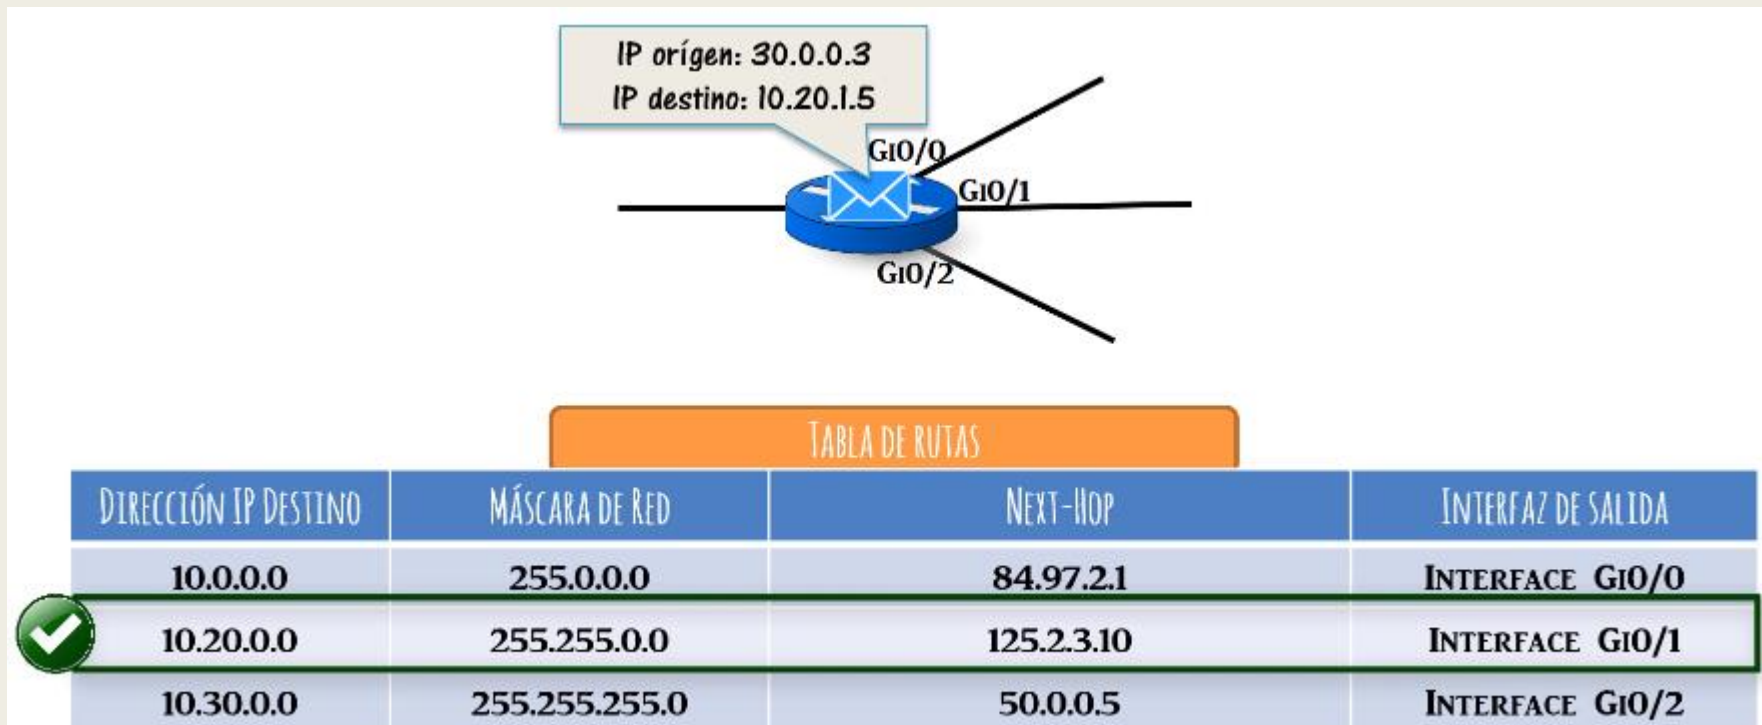 IP orígen: 30.0.0.3
IP destino: 10.20.1.5
Gi0/0
Gi0/1
Gi0/2
TABLA DE RUTAS
DIRECCIÓN IP DESTINO MÁSCARA DE RED NEXT-HOP INTERFAZ DE SALIDA
10.0.0.0 255.0.0.0 84.97.2.1 INTERFACE Gi0/0
10.20.0.0 255.255.0.0 125.2.3.10 INTERFACE Gi0/1
10.30.0.0 255.255.255.0 50.0.0.5 INTERFACE Gi0/2